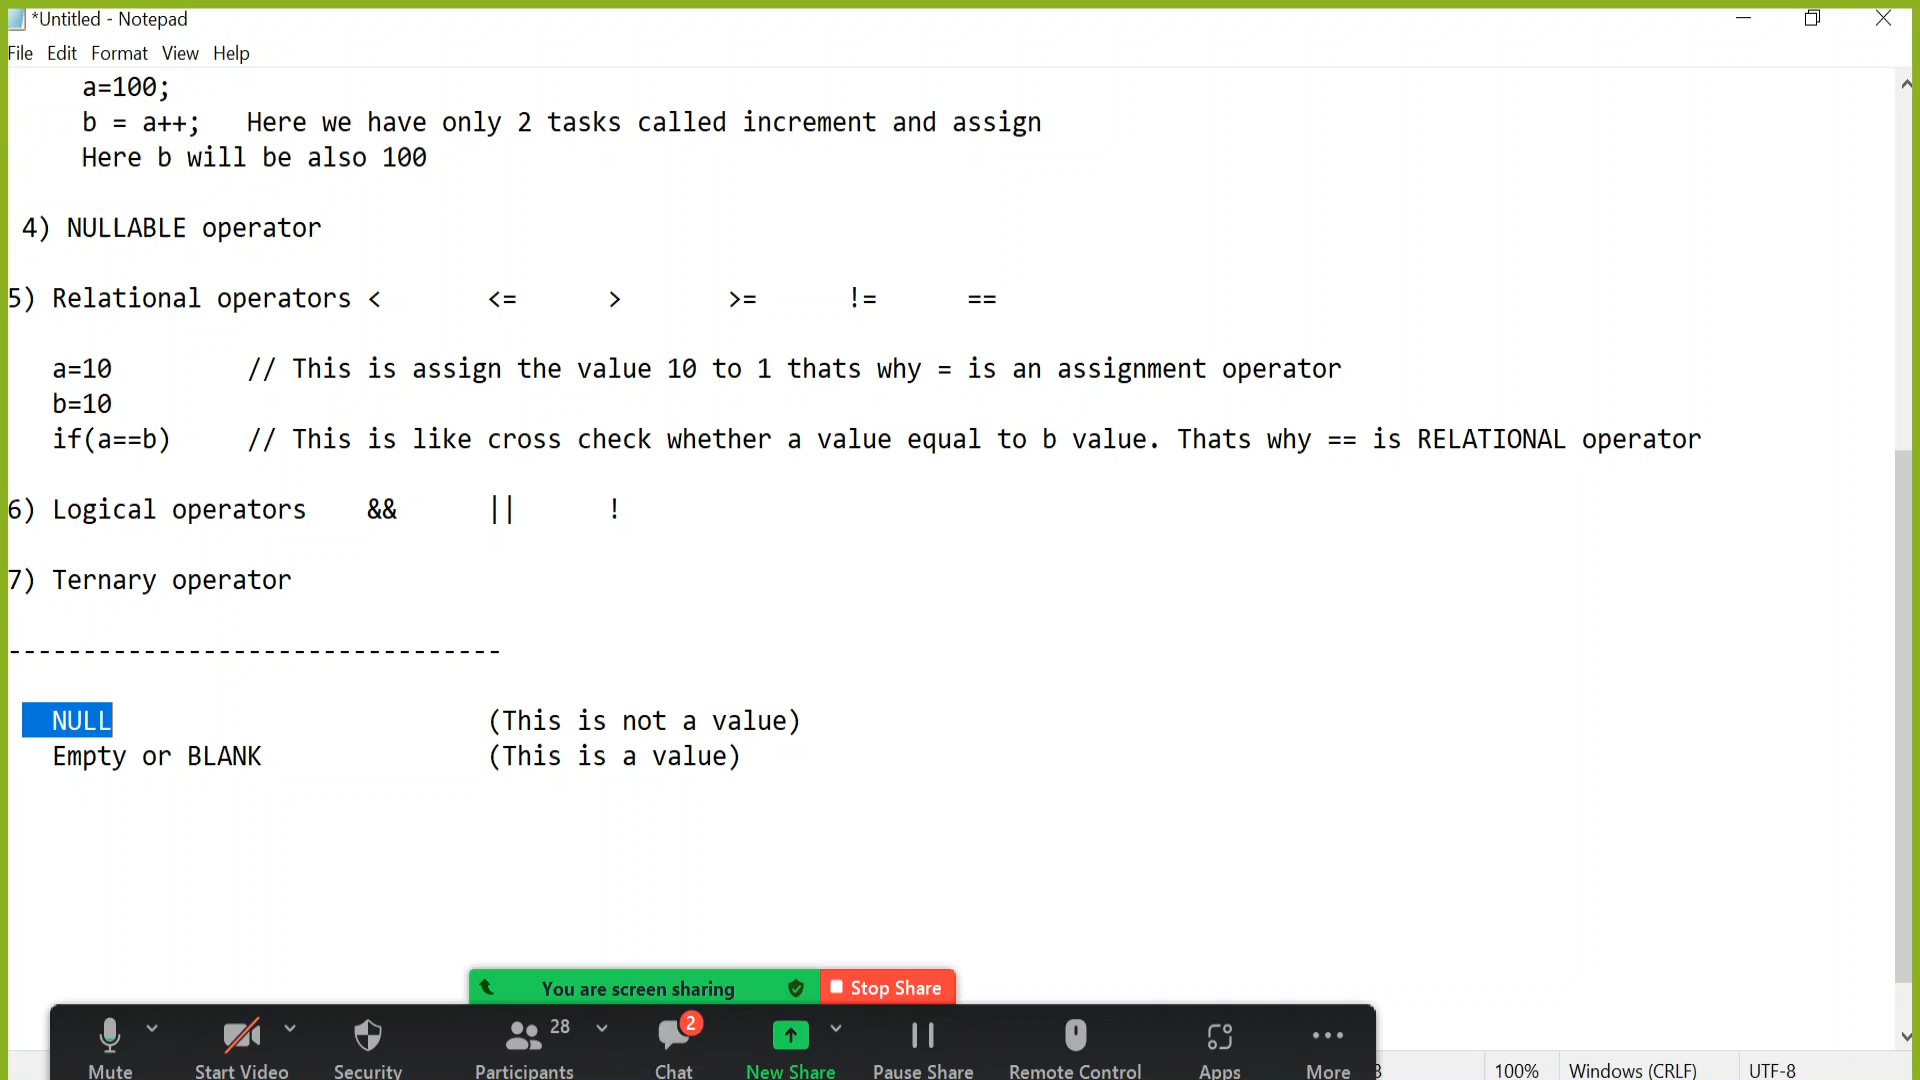 *Untitled - Notepad
File Edit Format View Help
a=100;
b = a++; Here we have only 2 tasks called increment and assign
Here b will be also 100
4) NULLABLE operator
5) Relational operators < <= > >= != ==
a=10 // This is assign the value 10 to 1 thats why = is an assignment operator
b=10
if(a==b) // This is like cross check whether a value equal to b value. Thats why == is RELATIONAL operator
6) Logical operators && || !
7) Ternary operator
---------------------------------
NULL (This is not a value)
Empty or BLANK (This is a value)
You are screen sharing Stop Share
28 2
Mute Start Video Security Participants Chat New Share Pause Share Remote Control Apps More
100% Windows (CRLF) UTF-8